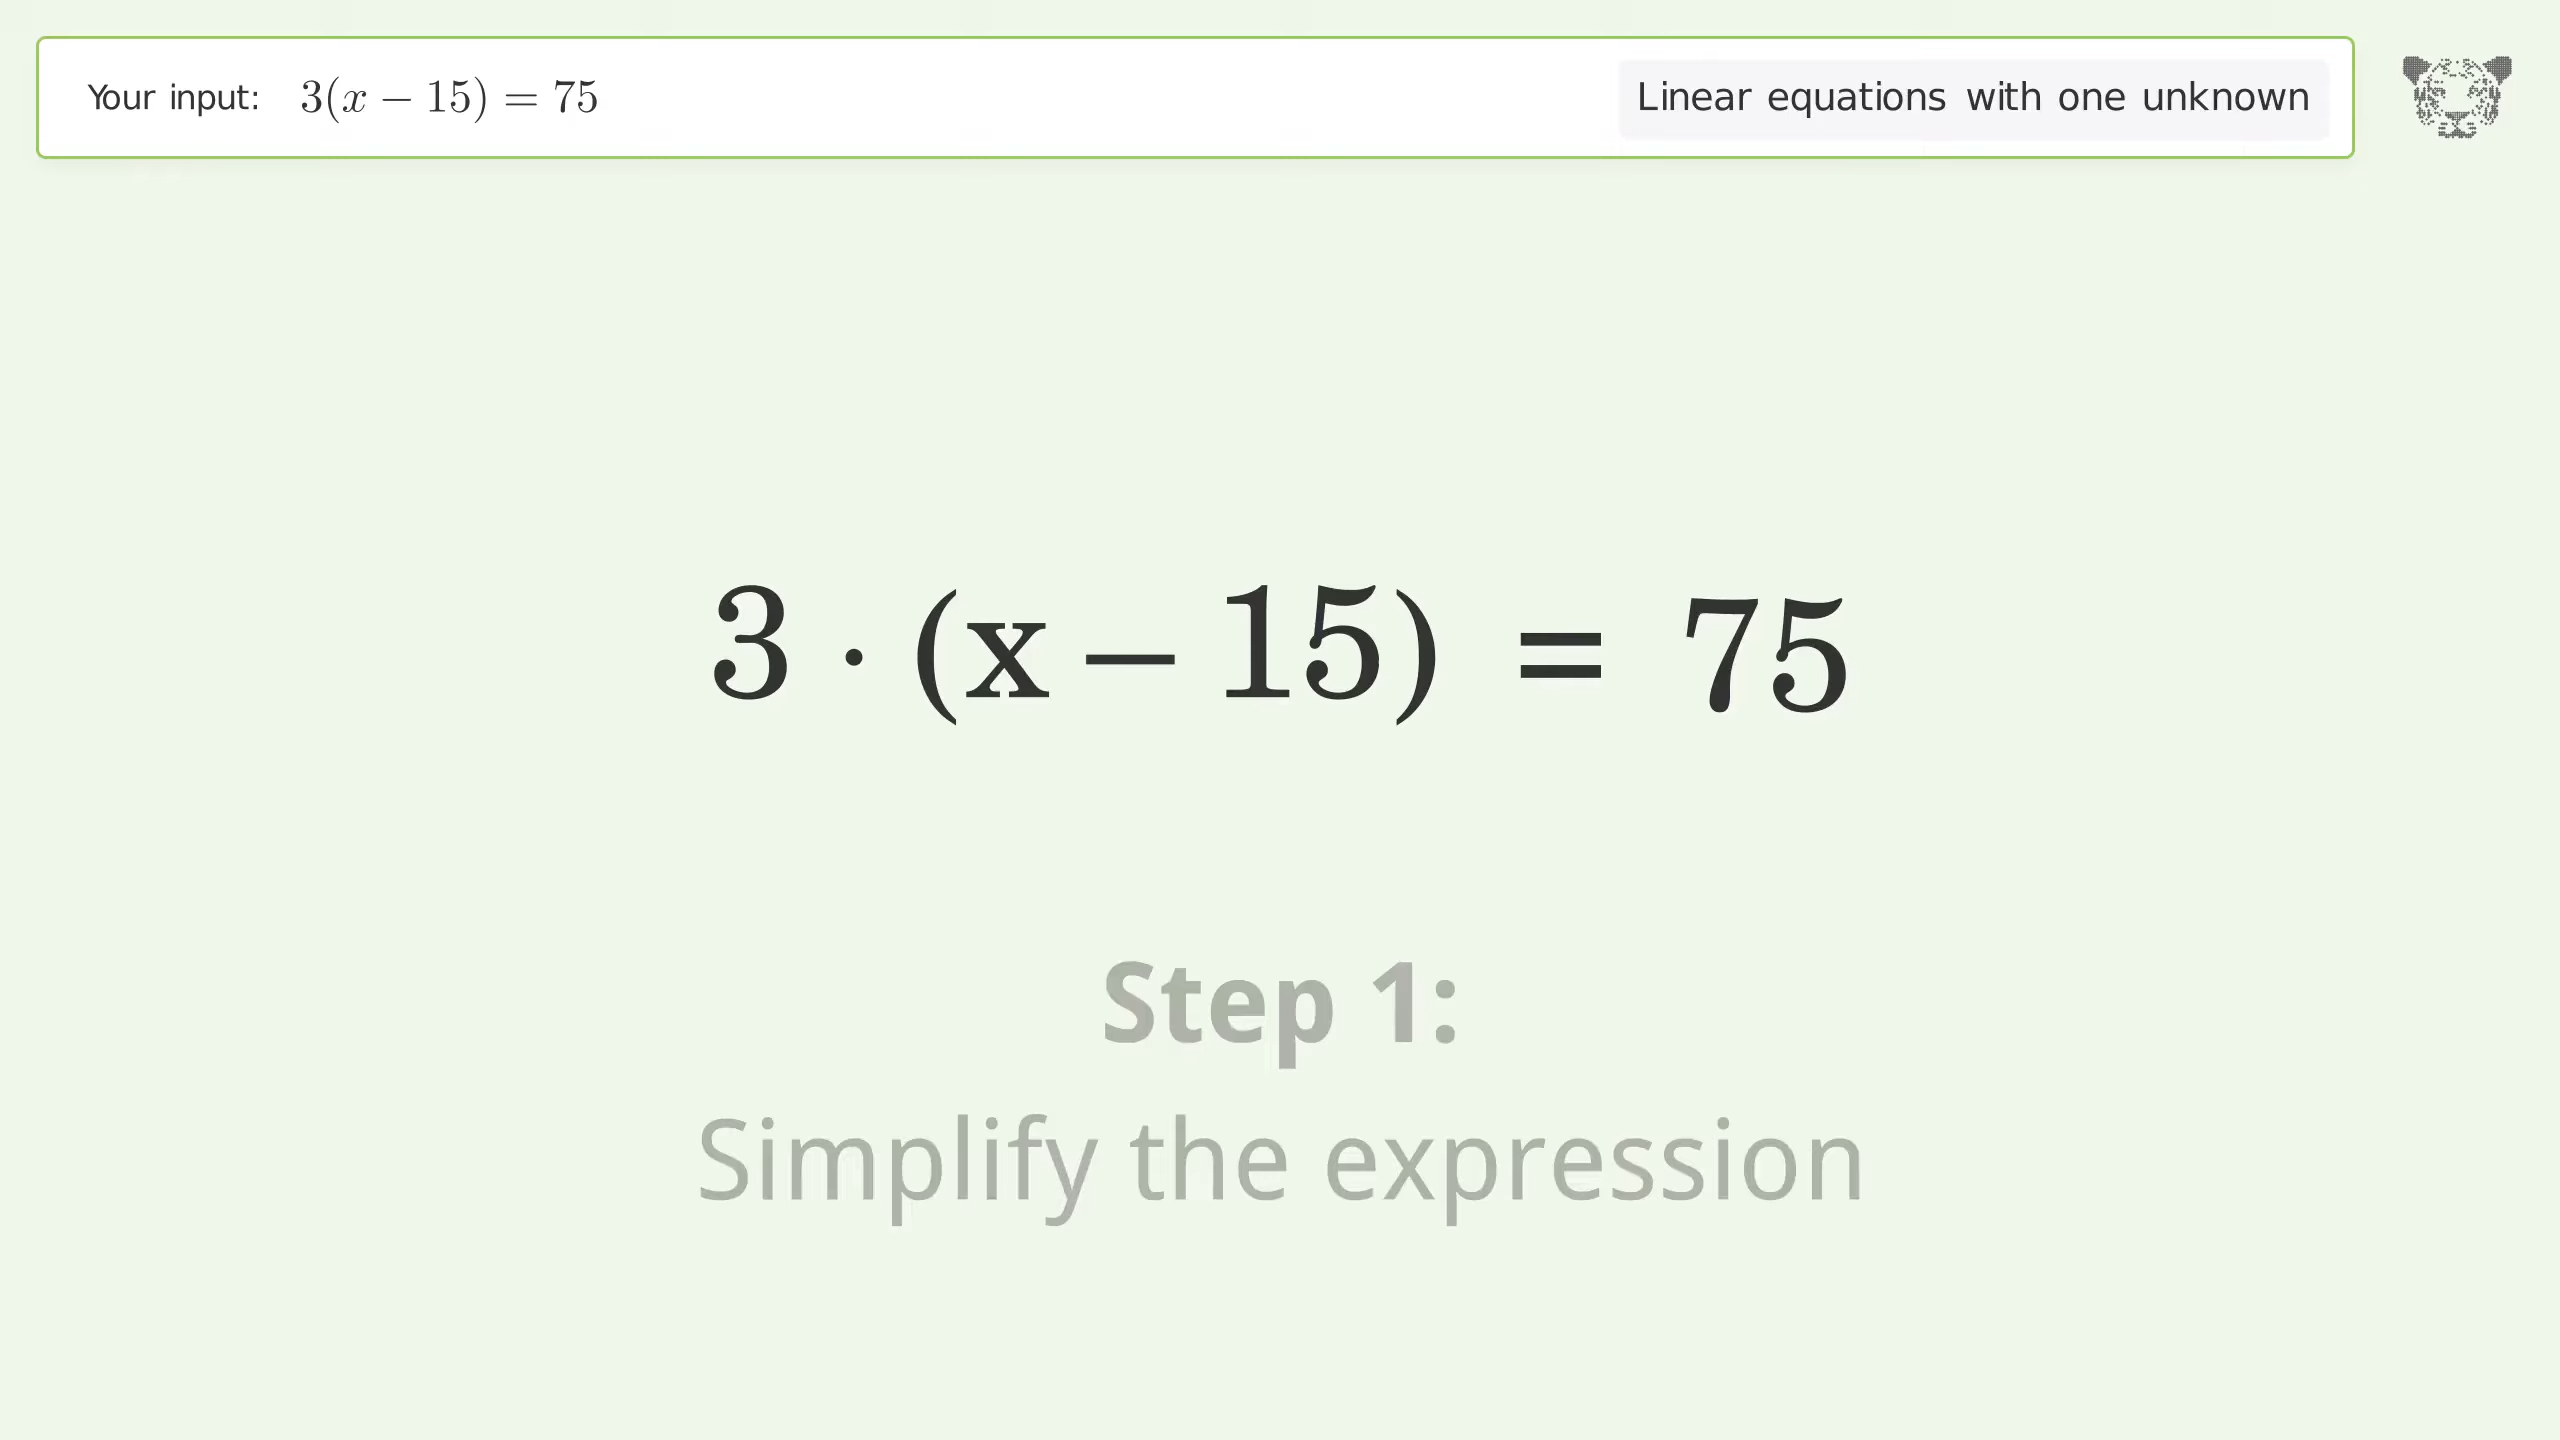 Your input: 3(x − 15) = 75
Linear equations with one unknown
3 · (x − 15) = 75
Step 1:
Simplify the expression